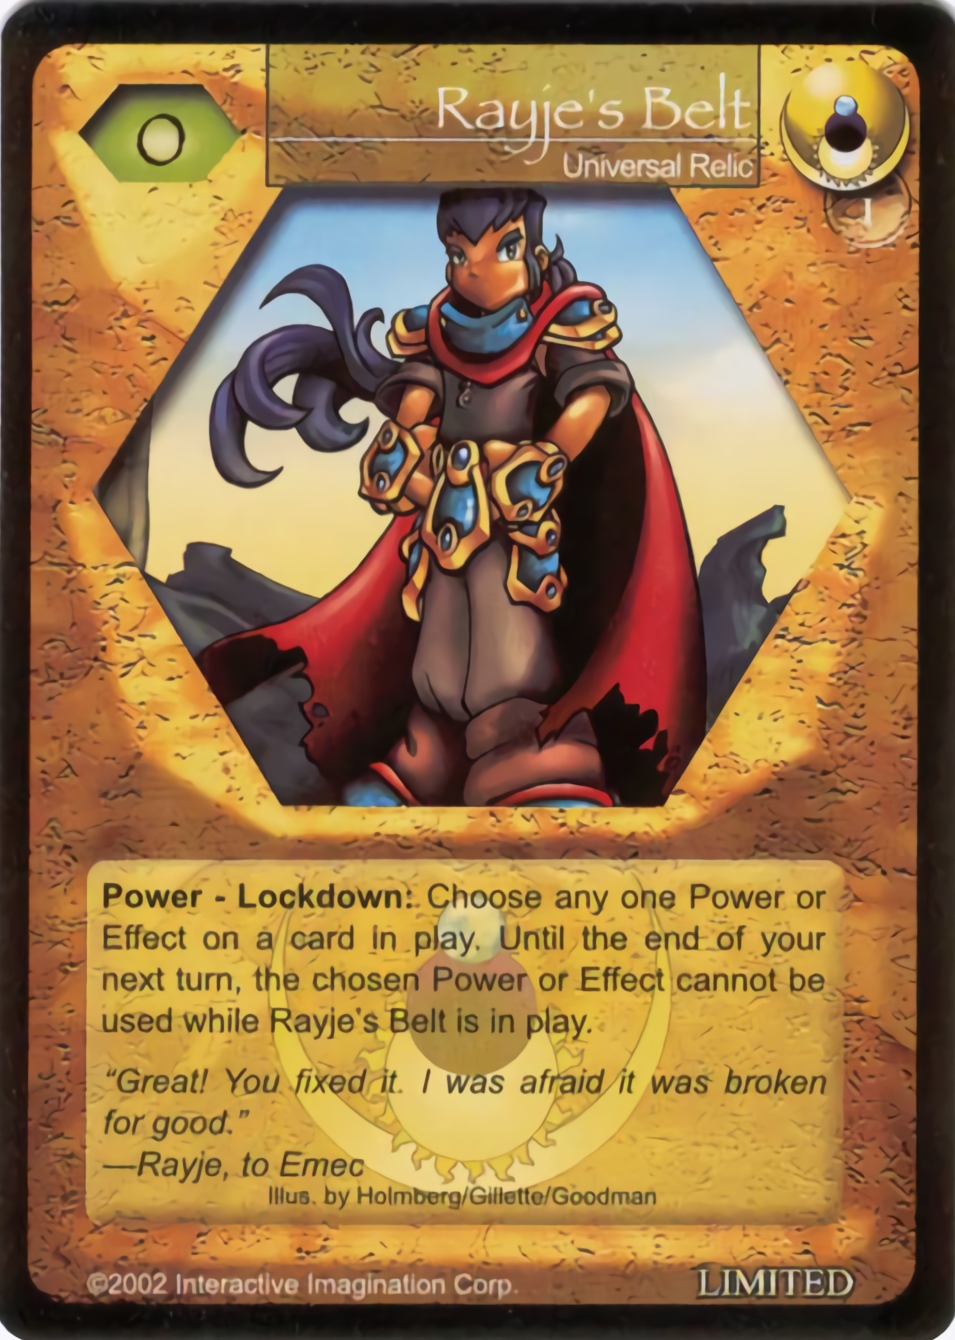 0
Rayje's Belt
Universal Relic
1
Power - Lockdown: Choose any one Power or
Effect on a card in play. Until the end of your
next turn, the chosen Power or Effect cannot be
used while Rayje's Belt is in play.
“Great! You fixed it. I was afraid it was broken
for good.”
—Rayje, to Emec
Illus. by Holmberg/Gillette/Goodman
©2002 Interactive Imagination Corp.
LIMITED